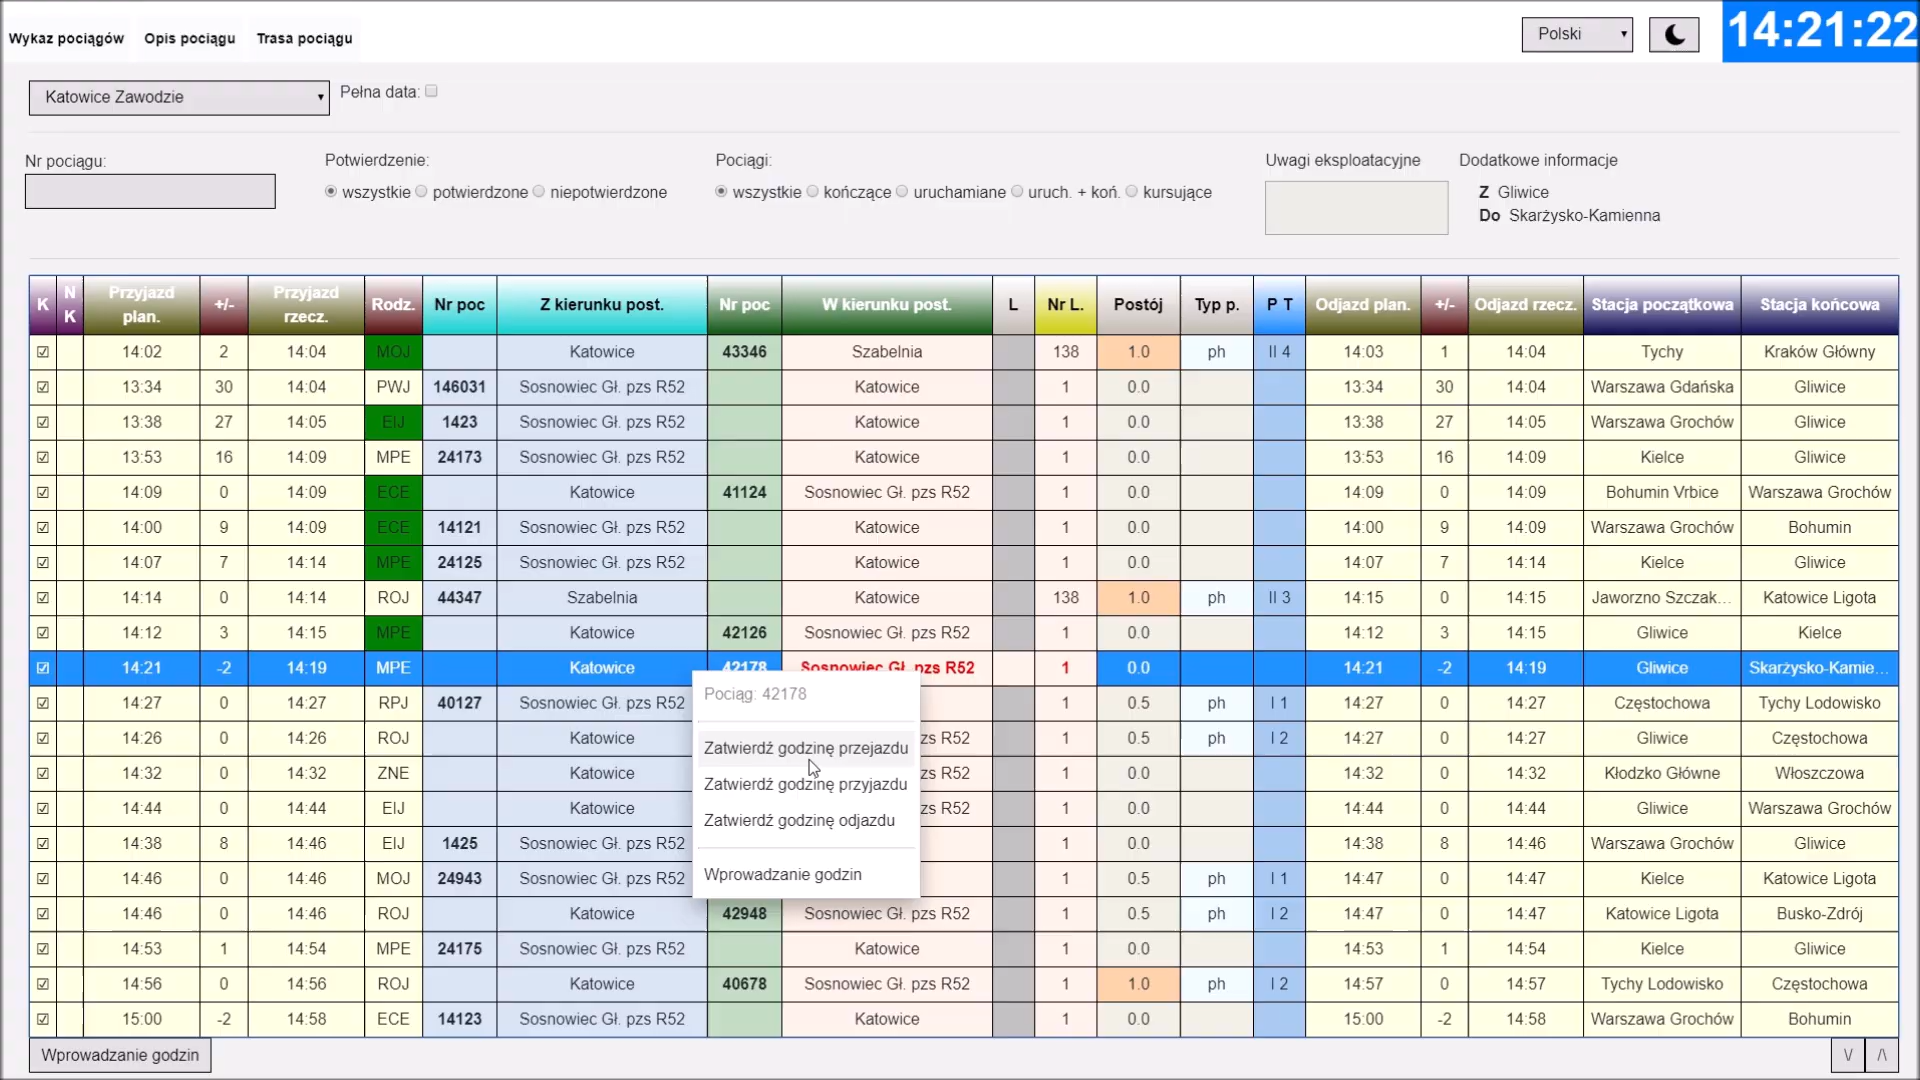 Wykaz pociągów Opis pociągu Trasa pociągu Polski 14:21:22
Katowice Zawodzie Pełna data:
Nr pociągu: Potwierdzenie: Pociągi: Uwagi eksploatacyjne Dodatkowe informacje
wszystkie potwierdzone niepotwierdzone wszystkie kończące uruchamiane uruch. + koń. kursujące Z Gliwice
Do Skarżysko-Kamienna
K N K Przyjazd plan. +/- Przyjazd rzecz. Rodz. Nr poc Z kierunku post. Nr poc W kierunku post. L Nr L. Postój Typ p. P T Odjazd plan. +/- Odjazd rzecz. Stacja początkowa Stacja końcowa
14:02 2 14:04 MOJ Katowice 43346 Szabelnia 138 1.0 ph II 4 14:03 1 14:04 Tychy Kraków Główny
13:34 30 14:04 PWJ 146031 Sosnowiec Gł. pzs R52 Katowice 1 0.0 13:34 30 14:04 Warszawa Gdańska Gliwice
13:38 27 14:05 EIJ 1423 Sosnowiec Gł. pzs R52 Katowice 1 0.0 13:38 27 14:05 Warszawa Grochów Gliwice
13:53 16 14:09 MPE 24173 Sosnowiec Gł. pzs R52 Katowice 1 0.0 13:53 16 14:09 Kielce Gliwice
14:09 0 14:09 ECE Katowice 41124 Sosnowiec Gł. pzs R52 1 0.0 14:09 0 14:09 Bohumin Vrbice Warszawa Grochów
14:00 9 14:09 ECE 14121 Sosnowiec Gł. pzs R52 Katowice 1 0.0 14:00 9 14:09 Warszawa Grochów Bohumin
14:07 7 14:14 MPE 24125 Sosnowiec Gł. pzs R52 Katowice 1 0.0 14:07 7 14:14 Kielce Gliwice
14:14 0 14:14 ROJ 44347 Szabelnia Katowice 138 1.0 ph II 3 14:15 0 14:15 Jaworzno Szczak... Katowice Ligota
14:12 3 14:15 MPE Katowice 42126 Sosnowiec Gł. pzs R52 1 0.0 14:12 3 14:15 Gliwice Kielce
14:21 -2 14:19 MPE Katowice 42178 Sosnowiec Gł. pzs R52 1 0.0 14:21 -2 14:19 Gliwice Skarżysko-Kamie...
14:27 0 14:27 RPJ 40127 Sosnowiec Gł. pzs R52 1 0.5 ph I 1 14:27 0 14:27 Częstochowa Tychy Lodowisko
14:26 0 14:26 ROJ Katowice zs R52 1 0.5 ph I 2 14:27 0 14:27 Gliwice Częstochowa
14:32 0 14:32 ZNE Katowice zs R52 1 0.0 14:32 0 14:32 Kłodzko Główne Włoszczowa
14:44 0 14:44 EIJ Katowice zs R52 1 0.0 14:44 0 14:44 Gliwice Warszawa Grochów
14:38 8 14:46 EIJ 1425 Sosnowiec Gł. pzs R52 1 0.0 14:38 8 14:46 Warszawa Grochów Gliwice
14:46 0 14:46 MOJ 24943 Sosnowiec Gł. pzs R52 1 0.5 ph I 1 14:47 0 14:47 Kielce Katowice Ligota
14:46 0 14:46 ROJ Katowice 42948 Sosnowiec Gł. pzs R52 1 0.5 ph I 2 14:47 0 14:47 Katowice Ligota Busko-Zdrój
14:53 1 14:54 MPE 24175 Sosnowiec Gł. pzs R52 Katowice 1 0.0 14:53 1 14:54 Kielce Gliwice
14:56 0 14:56 ROJ Katowice 40678 Sosnowiec Gł. pzs R52 1 1.0 ph I 2 14:57 0 14:57 Tychy Lodowisko Częstochowa
15:00 -2 14:58 ECE 14123 Sosnowiec Gł. pzs R52 Katowice 1 0.0 15:00 -2 14:58 Warszawa Grochów Bohumin
Pociąg: 42178
Zatwierdź godzinę przejazdu
Zatwierdź godzinę przyjazdu
Zatwierdź godzinę odjazdu
Wprowadzanie godzin
Wprowadzanie godzin \/ /\